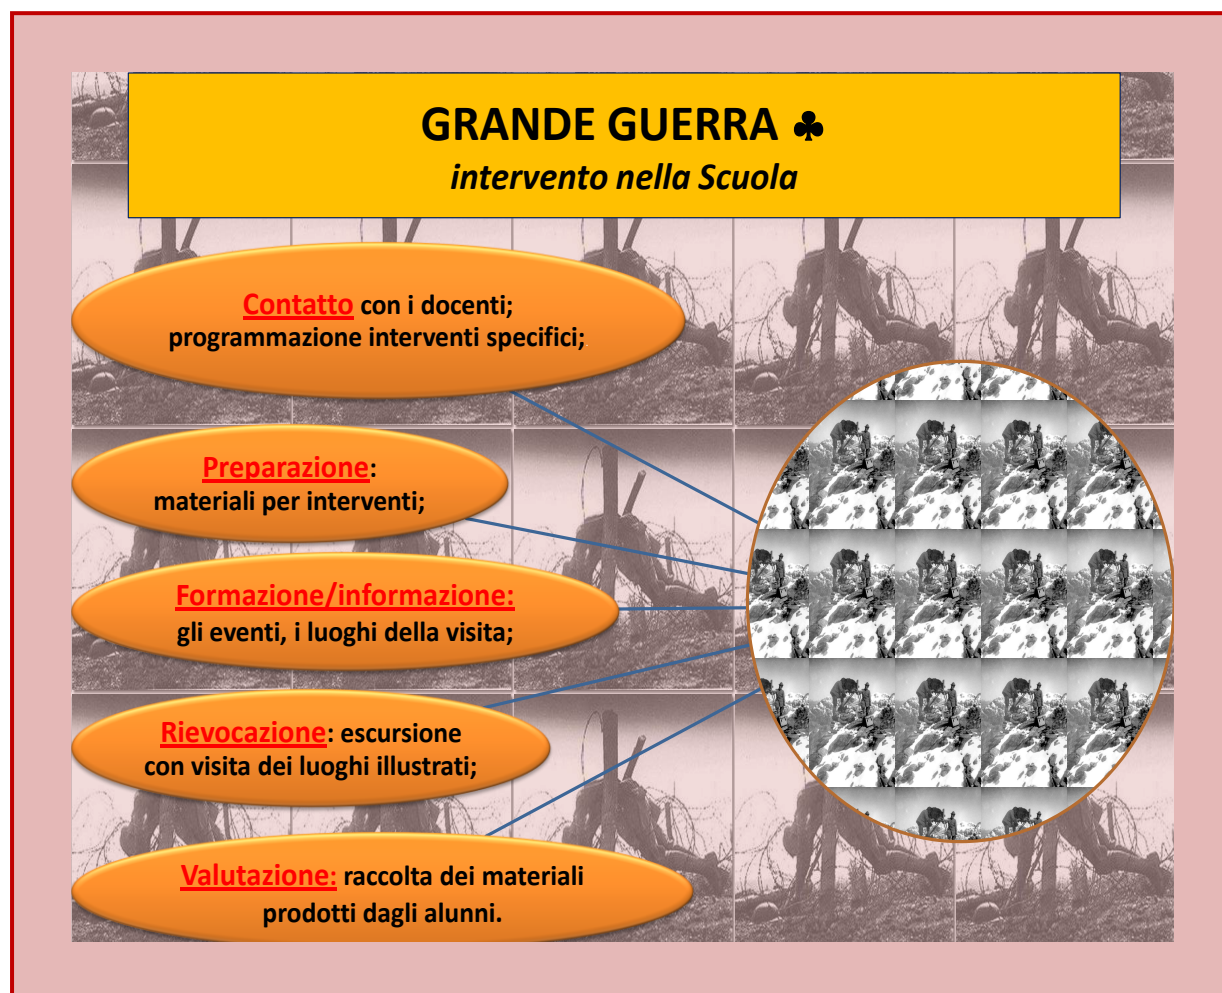 GRANDE GUERRA ♣
intervento nella Scuola
Contatto con i docenti;
programmazione interventi specifici;
Preparazione:
materiali per interventi;
Formazione/informazione:
gli eventi, i luoghi della visita;
Rievocazione: escursione
con visita dei luoghi illustrati;
Valutazione: raccolta dei materiali
prodotti dagli alunni.